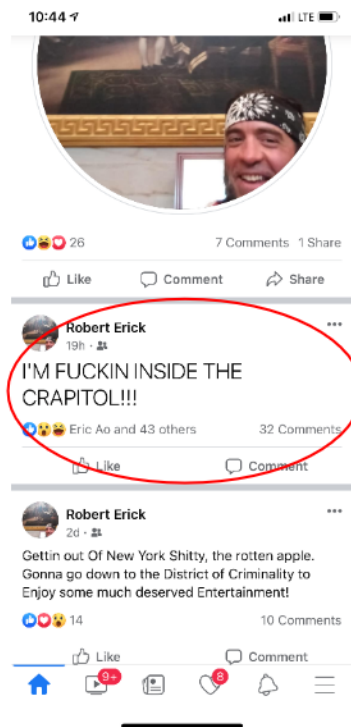 10:44 LTE
26 7 Comments 1 Share
Like Comment Share
Robert Erick
19h
I'M FUCKIN INSIDE THE
CRAPITOL!!!
Eric Ao and 43 others 32 Comments
Like Comment
Robert Erick
2d
Gettin out Of New York Shitty, the rotten apple.
Gonna go down to the District of Criminality to
Enjoy some much deserved Entertainment!
14 10 Comments
Like Comment
9+ 8